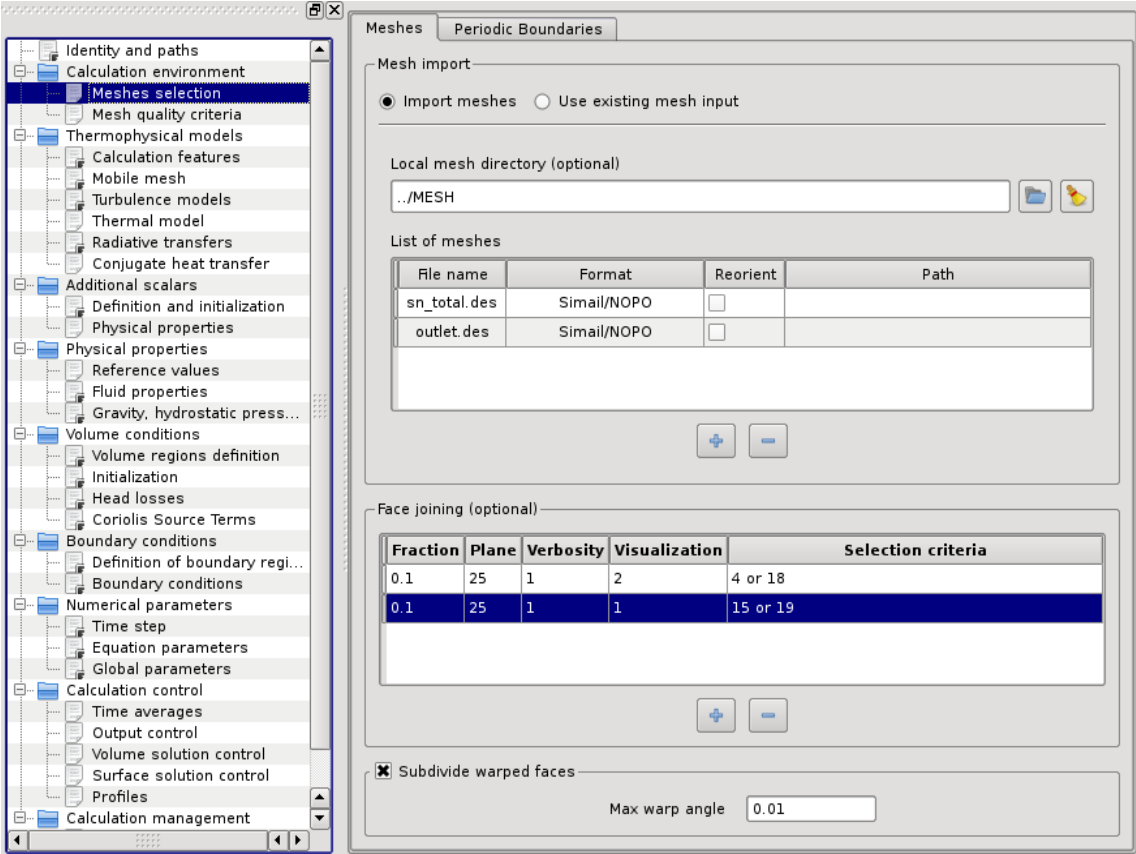 Identity and paths
Calculation environment
Meshes selection
Mesh quality criteria
Thermophysical models
Calculation features
Mobile mesh
Turbulence models
Thermal model
Radiative transfers
Conjugate heat transfer
Additional scalars
Definition and initialization
Physical properties
Physical properties
Reference values
Fluid properties
Gravity, hydrostatic press...
Volume conditions
Volume regions definition
Initialization
Head losses
Coriolis Source Terms
Boundary conditions
Definition of boundary regi...
Boundary conditions
Numerical parameters
Time step
Equation parameters
Global parameters
Calculation control
Time averages
Output control
Volume solution control
Surface solution control
Profiles
Calculation management
Meshes Periodic Boundaries
Mesh import
Import meshes Use existing mesh input
Local mesh directory (optional)
../MESH
List of meshes
File name Format Reorient Path
sn_total.des Simail/NOPO
outlet.des Simail/NOPO
Face joining (optional)
Fraction Plane Verbosity Visualization Selection criteria
0.1 25 1 2 4 or 18
0.1 25 1 1 15 or 19
Subdivide warped faces
Max warp angle 0.01